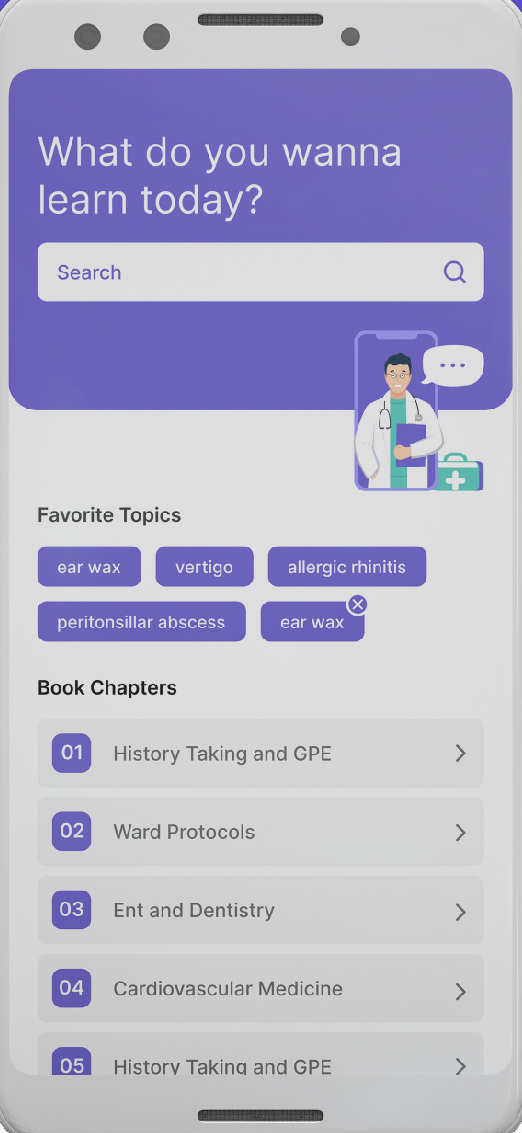 What do you wanna
learn today?
Search
Favorite Topics
ear wax
vertigo
allergic rhinitis
peritonsillar abscess
ear wax
Book Chapters
01 History Taking and GPE
02 Ward Protocols
03 Ent and Dentistry
04 Cardiovascular Medicine
05 History Taking and GPE